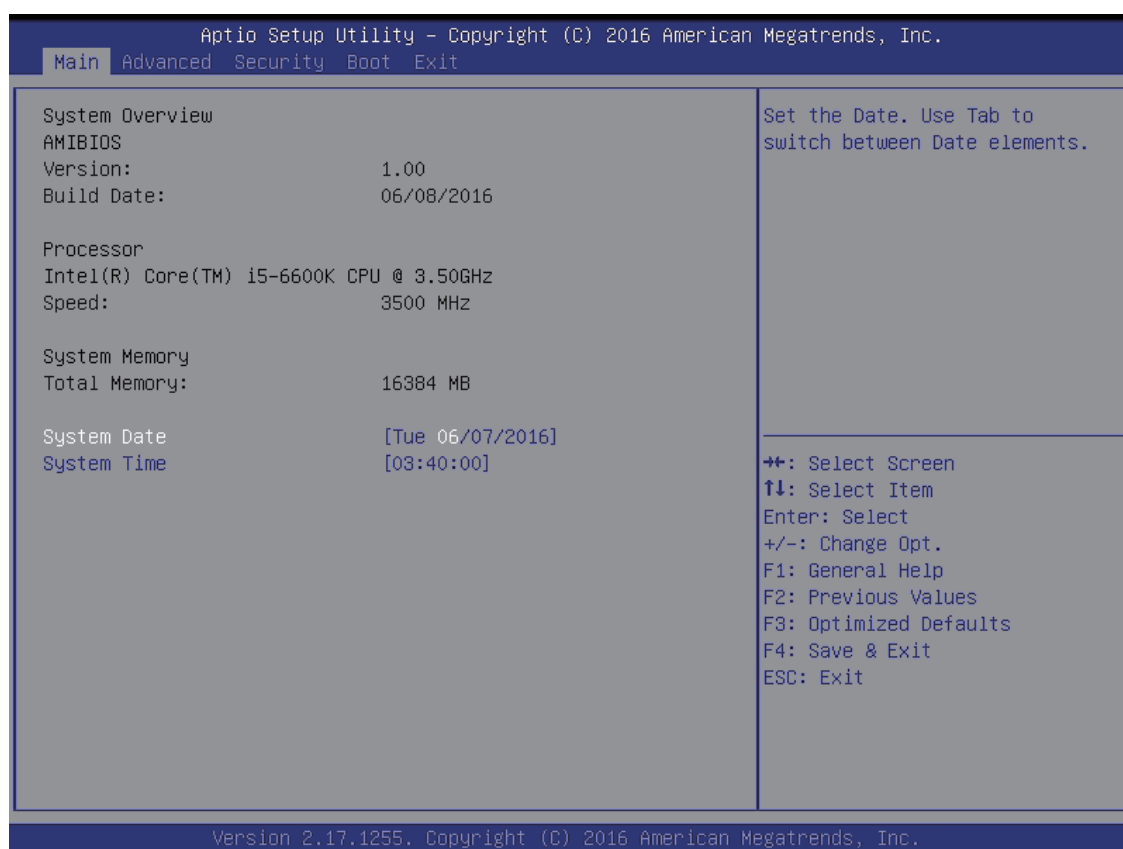 Aptio Setup Utility – Copyright (C) 2016 American Megatrends, Inc.
Main Advanced Security Boot Exit
System Overview
AMIBIOS
Version: 1.00
Build Date: 06/08/2016
Processor
Intel(R) Core(TM) i5-6600K CPU @ 3.50GHz
Speed: 3500 MHz
System Memory
Total Memory: 16384 MB
System Date [Tue 06/07/2016]
System Time [03:40:00]
Set the Date. Use Tab to
switch between Date elements.
→←: Select Screen
↑↓: Select Item
Enter: Select
+/-: Change Opt.
F1: General Help
F2: Previous Values
F3: Optimized Defaults
F4: Save & Exit
ESC: Exit
Version 2.17.1255. Copyright (C) 2016 American Megatrends, Inc.